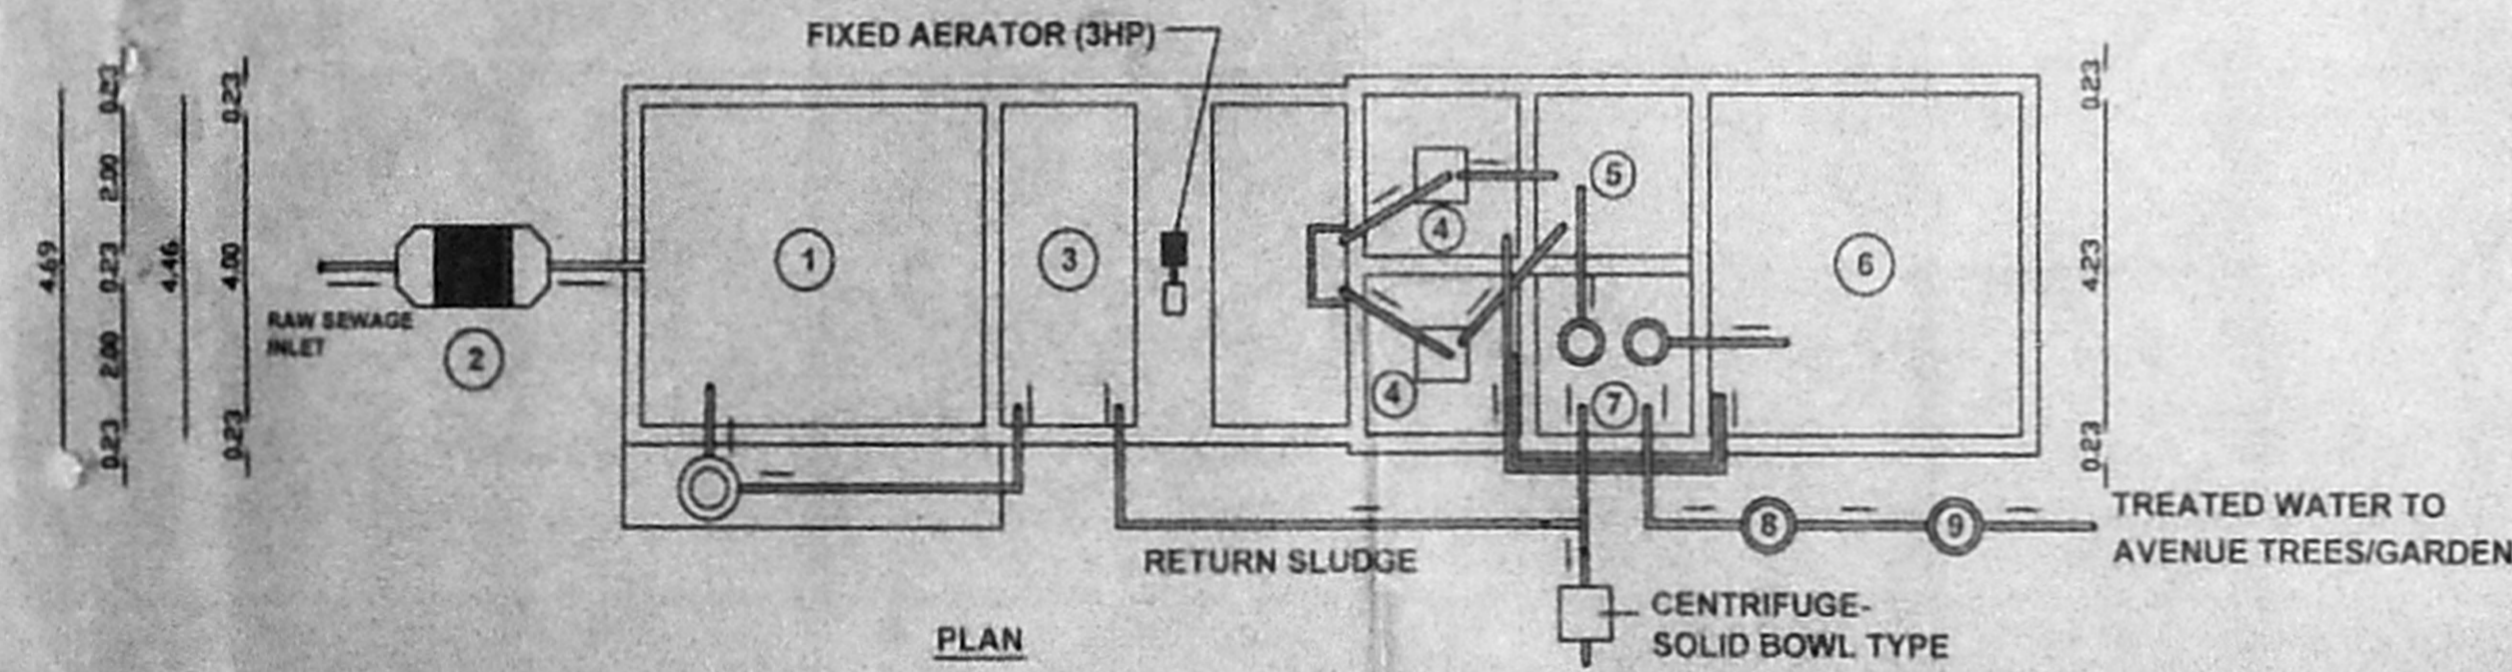 FIXED AERATOR (3HP)
0.23
2.00
0.23
2.00
0.23
4.69
4.46
0.23
4.00
0.23
RAW SEWAGE
INLET
2
1
3
4
4
5
6
7
8
9
0.23
4.23
0.23
TREATED WATER TO
AVENUE TREES/GARDEN
RETURN SLUDGE
CENTRIFUGE-
SOLID BOWL TYPE
PLAN